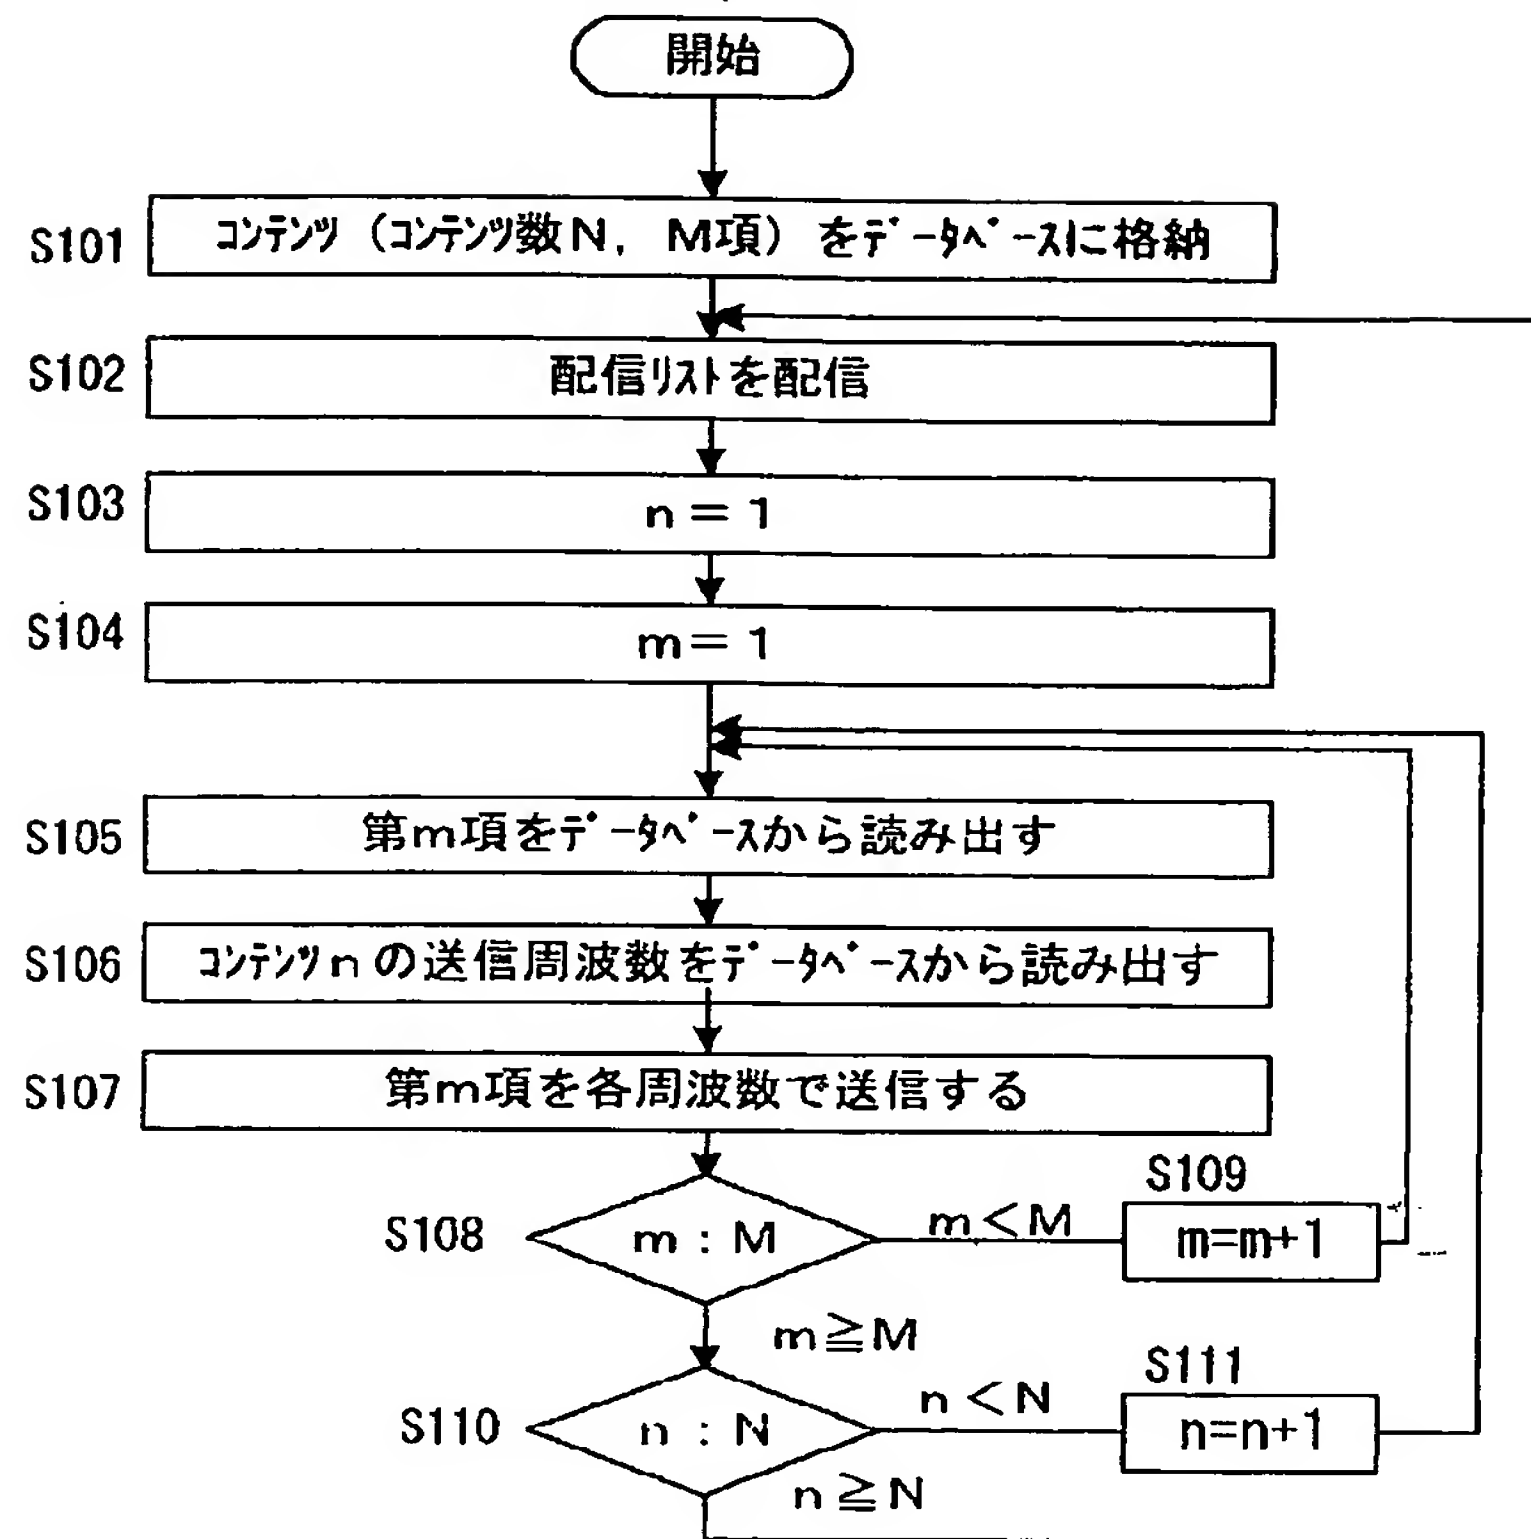 開始
S101
コンテンツ（コンテンツ数N，M項）をデータベースに格納
S102
配信リストを配信
S103
n＝1
S104
m＝1
S105
第m項をデータベースから読み出す
S106
コンテンツnの送信周波数をデータベースから読み出す
S107
第m項を各周波数で送信する
S108
m：M
m＜M
S109
m=m+1
m≧M
S110
n：N
n＜N
S111
n=n+1
n≧N